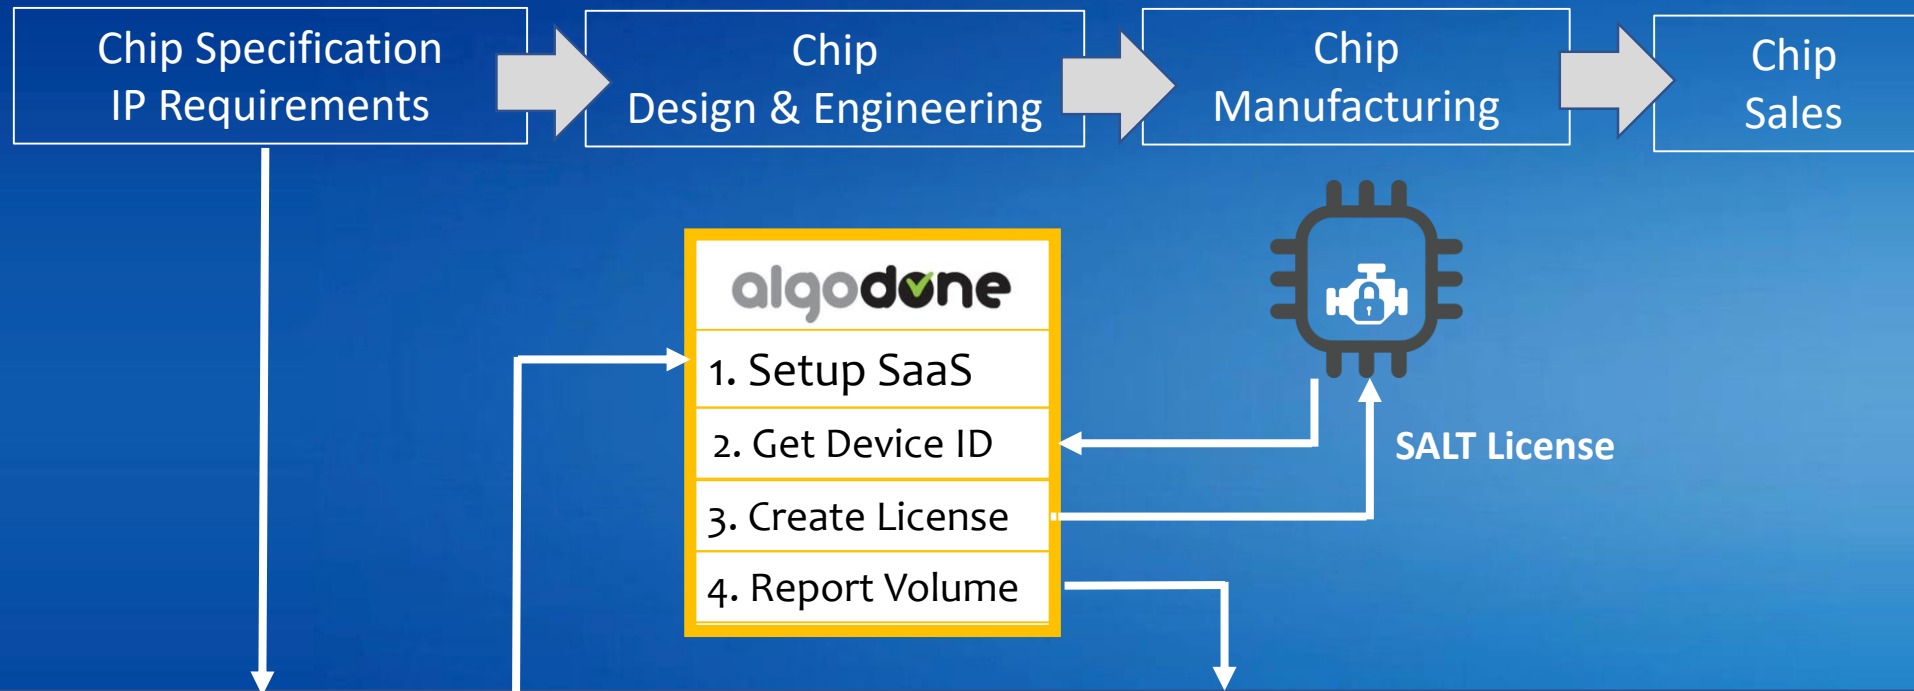 Chip Specification
IP Requirements
Chip
Design & Engineering
Chip
Manufacturing
Chip
Sales
algodone
1. Setup SaaS
2. Get Device ID
3. Create License
4. Report Volume
SALT License